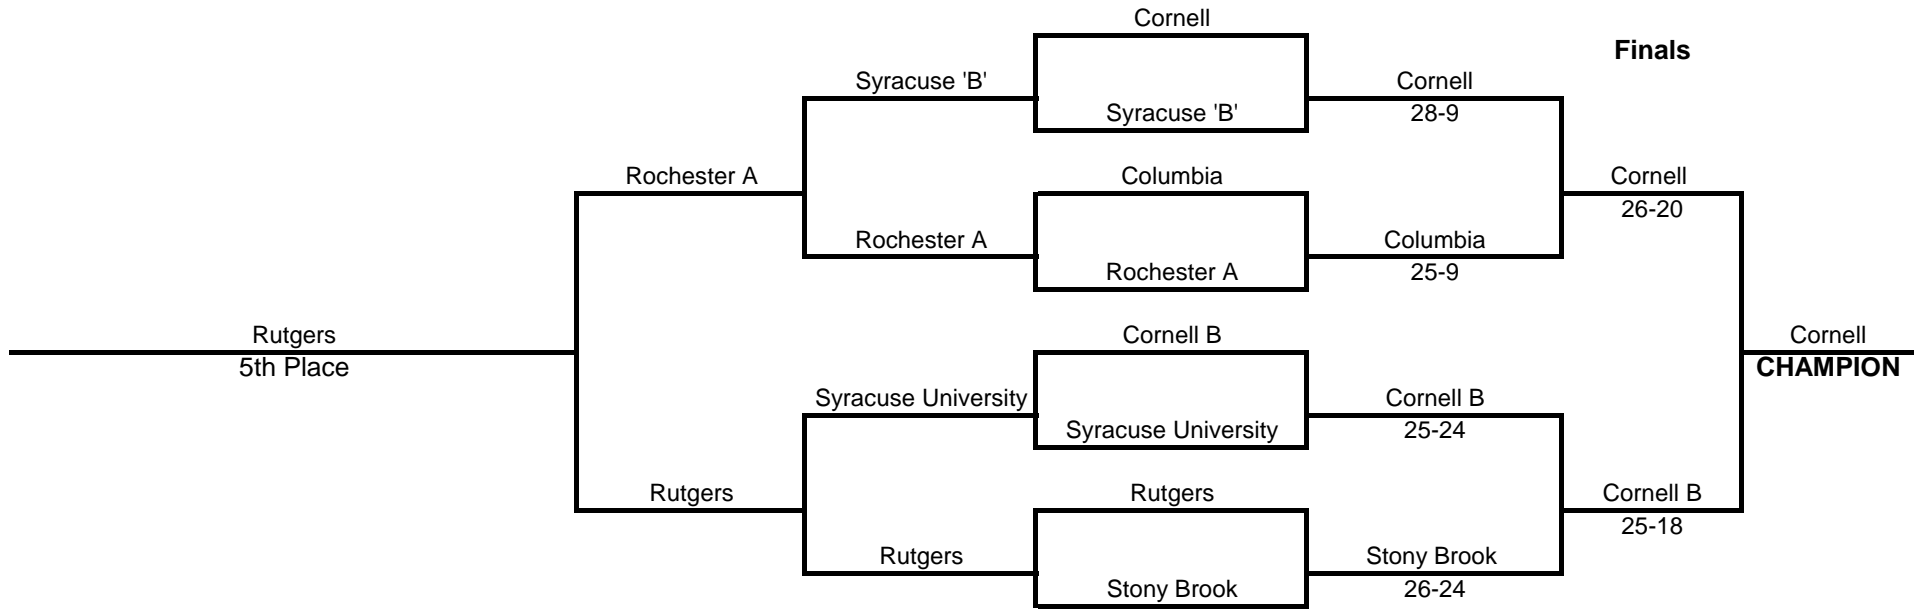 Cornell
Finals
Syracuse 'B'
Cornell
Syracuse 'B'
28-9
Rochester A
Columbia
Cornell
26-20
Rochester A
Columbia
Rochester A
25-9
Rutgers
Cornell B
Cornell
5th Place
CHAMPION
Syracuse University
Cornell B
Syracuse University
25-24
Rutgers
Rutgers
Cornell B
25-18
Rutgers
Stony Brook
Stony Brook
26-24